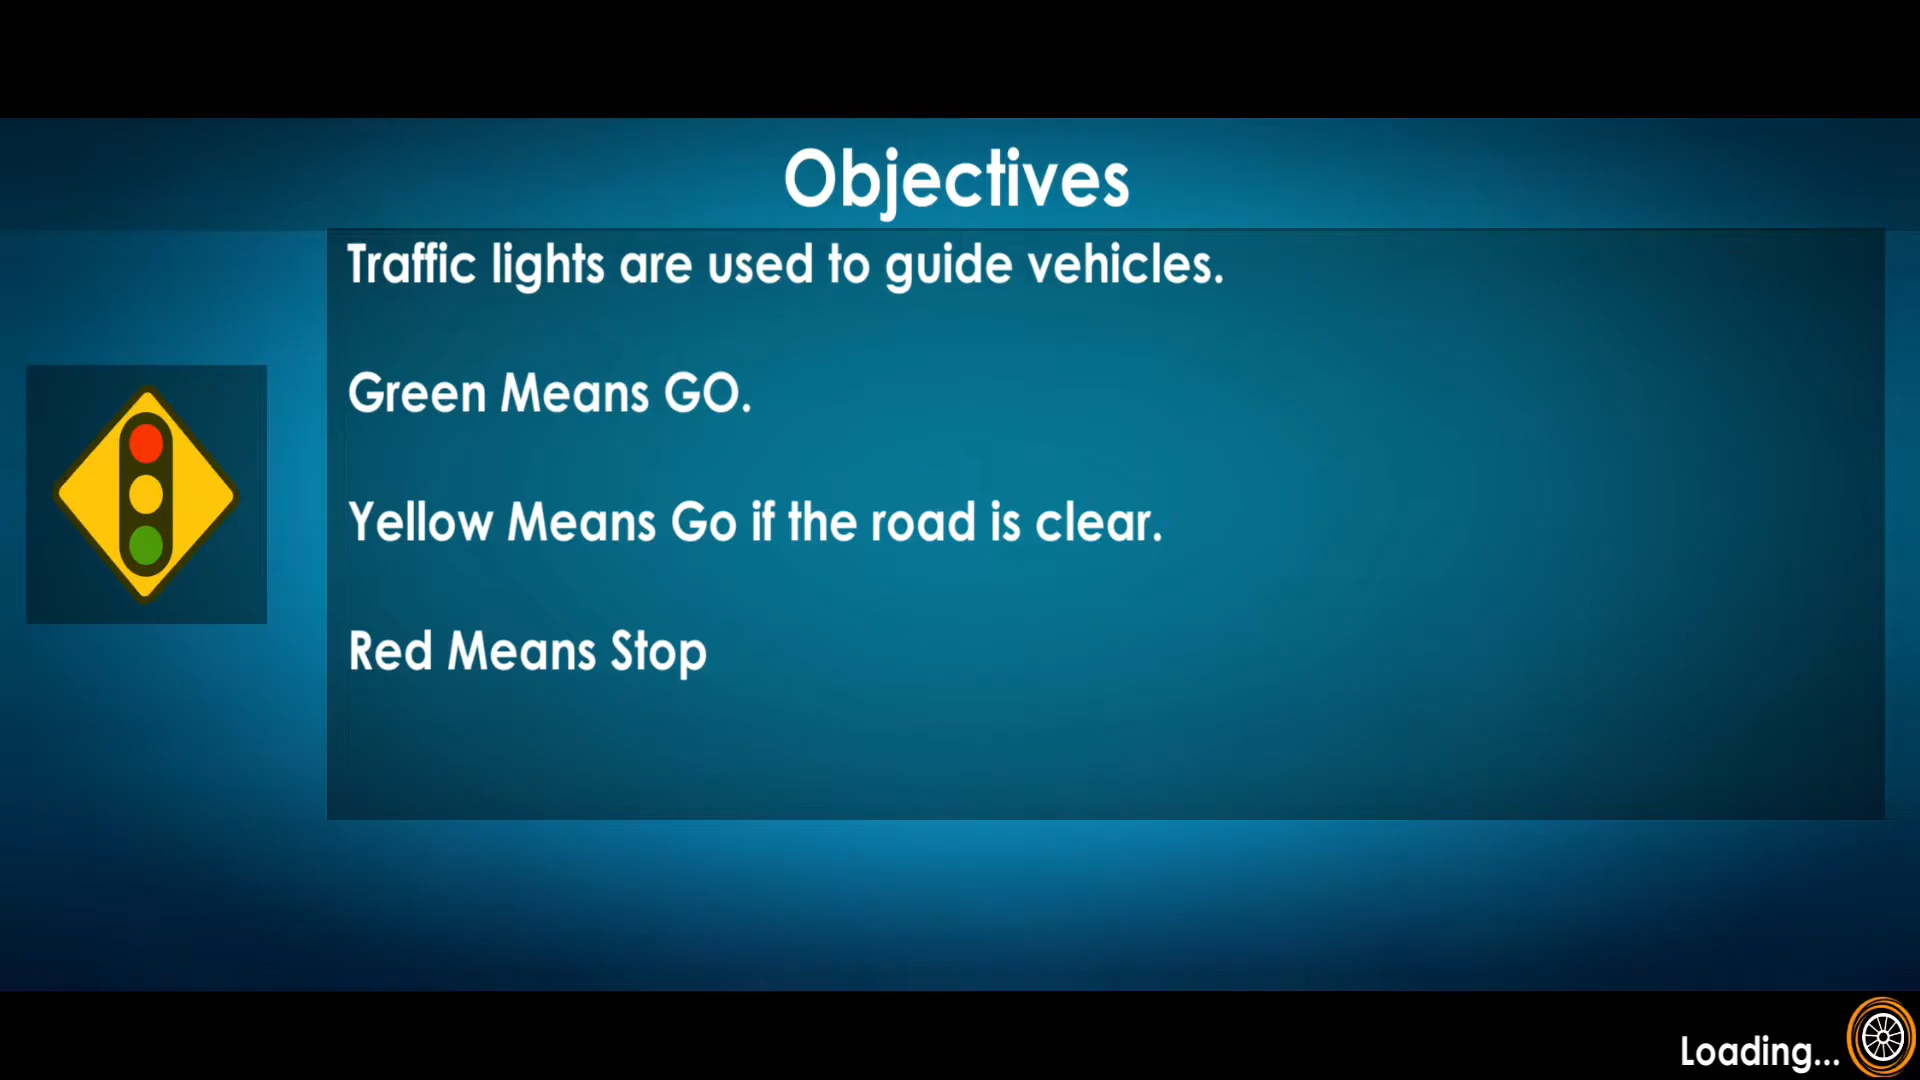 Objectives
Traffic lights are used to guide vehicles.
Green Means GO.
Yellow Means Go if the road is clear.
Red Means Stop
Loading...